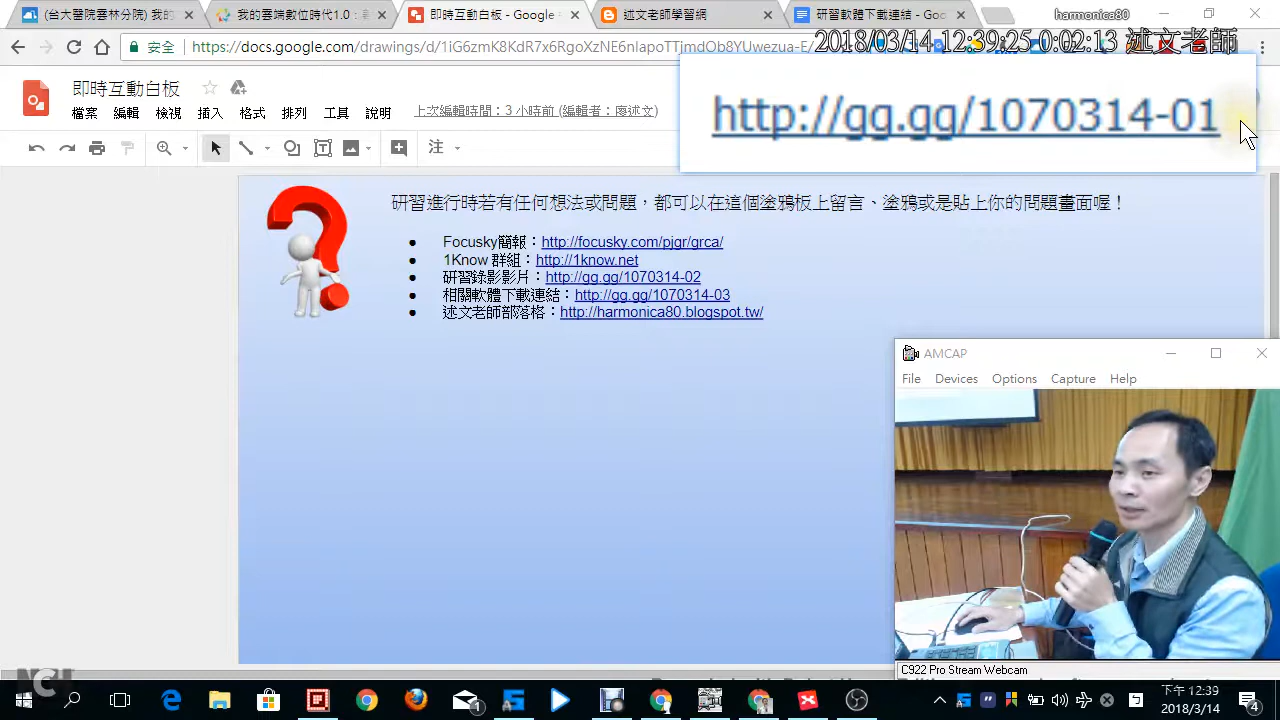 (台大醫院雲林分院) 我的
我的雲端數位時代1.0：新
即時互動白板 - Google
述文老師學習網
研習軟體下載連結 - Goo
harmonica80
安全
2018/03/14 12:39:25 0:02:13 述文老師
即時互動白板
檔案 編輯 檢視 插入 格式 排列 工具 說明
上次編輯時間：3 小時前 (編輯者：廖述文)
http://gg.gg/1070314-01
注
研習進行時若有任何想法或問題，都可以在這個塗鴉板上留言、塗鴉或是貼上你的問題畫面喔！
● Focusky簡報：http://focusky.com/pjgr/grca/
● 1Know 群組：http://1know.net
● 研習錄影影片：http://gg.gg/1070314-02
● 相關軟體下載連結：http://gg.gg/1070314-03
● 述文老師部落格：http://harmonica80.blogspot.tw/
AMCAP
File Devices Options Capture Help
C922 Pro Stream Webcam
NCH
1
下午 12:39
2018/3/14
4